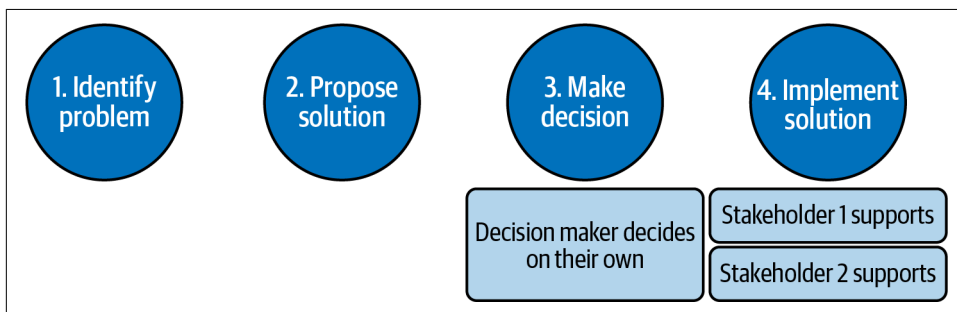 1. Identify
problem
2. Propose
solution
3. Make
decision
4. Implement
solution
Decision maker decides
on their own
Stakeholder 1 supports
Stakeholder 2 supports